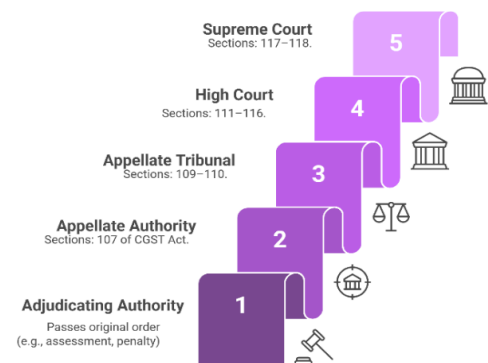 Supreme Court
Sections: 117–118.
5
High Court
Sections: 111–116.
4
Appellate Tribunal
Sections: 109–110.
3
Appellate Authority
Sections: 107 of CGST Act.
2
Adjudicating Authority
Passes original order
(e.g., assessment, penalty)
1